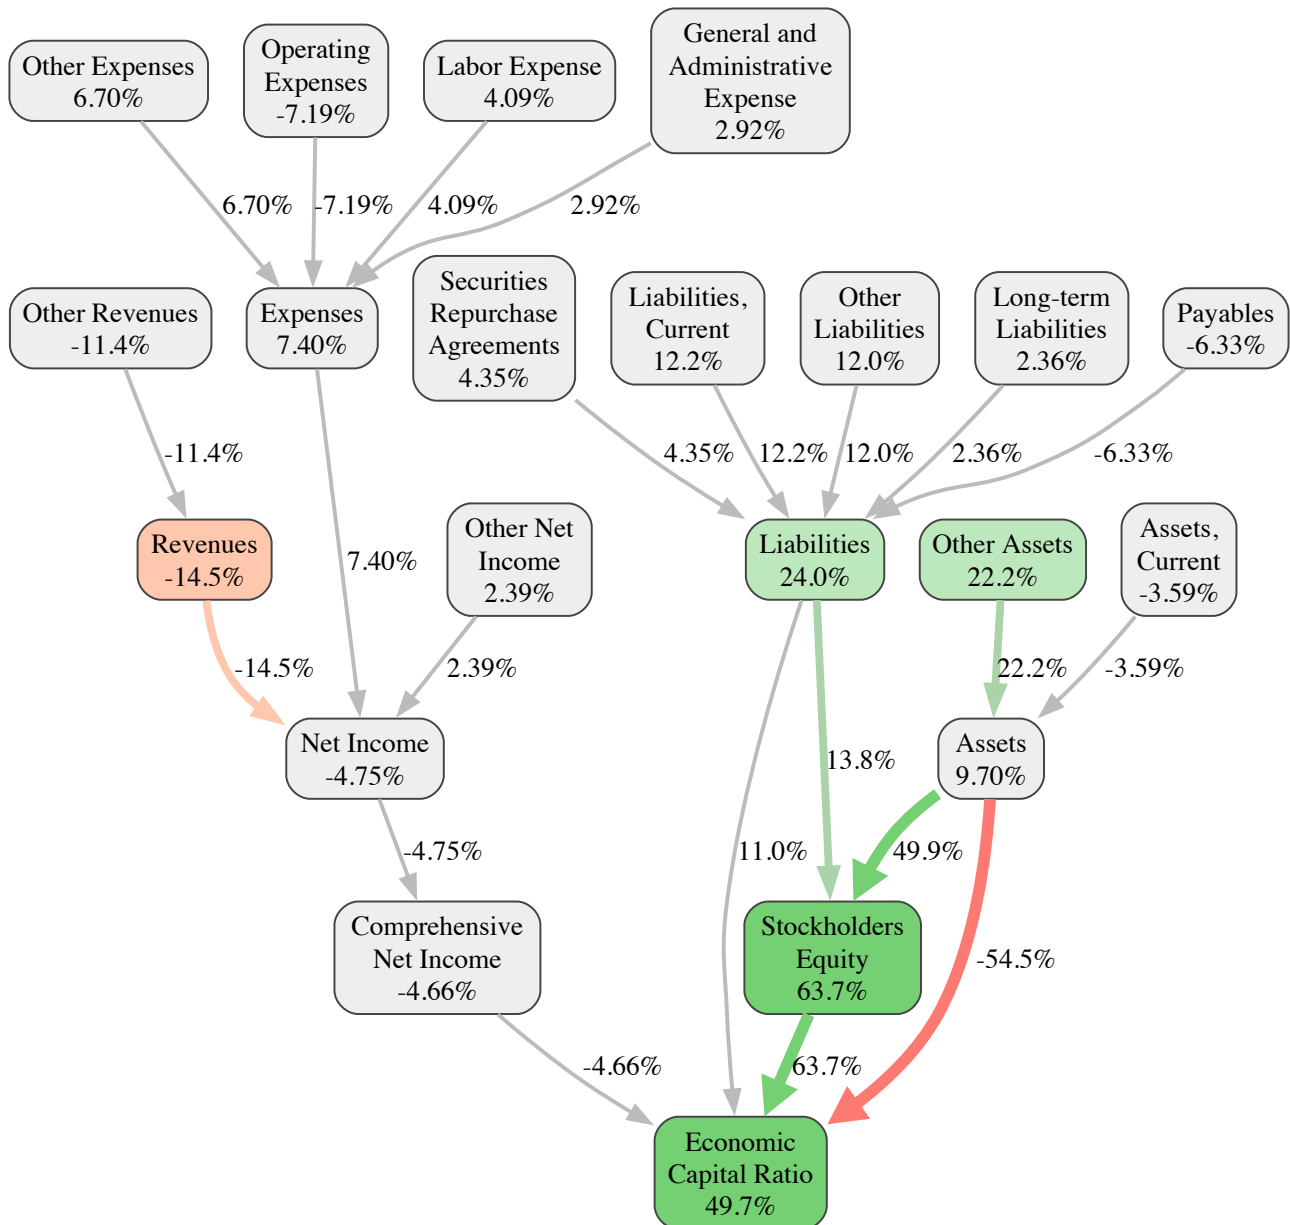 Other Expenses
6.70%
Operating
Expenses
-7.19%
Labor Expense
4.09%
General and
Administrative
Expense
2.92%
6.70%
-7.19%
4.09%
2.92%
Other Revenues
-11.4%
Expenses
7.40%
Securities
Repurchase
Agreements
4.35%
Liabilities,
Current
12.2%
Other
Liabilities
12.0%
Long-term
Liabilities
2.36%
Payables
-6.33%
-11.4%
4.35%
12.2%
12.0%
2.36%
-6.33%
Revenues
-14.5%
7.40%
Other Net
Income
2.39%
Liabilities
24.0%
Other Assets
22.2%
Assets,
Current
-3.59%
-14.5%
2.39%
22.2%
-3.59%
Net Income
-4.75%
13.8%
Assets
9.70%
-4.75%
11.0%
49.9%
Comprehensive
Net Income
-4.66%
Stockholders
Equity
63.7%
-54.5%
-4.66%
63.7%
Economic
Capital Ratio
49.7%